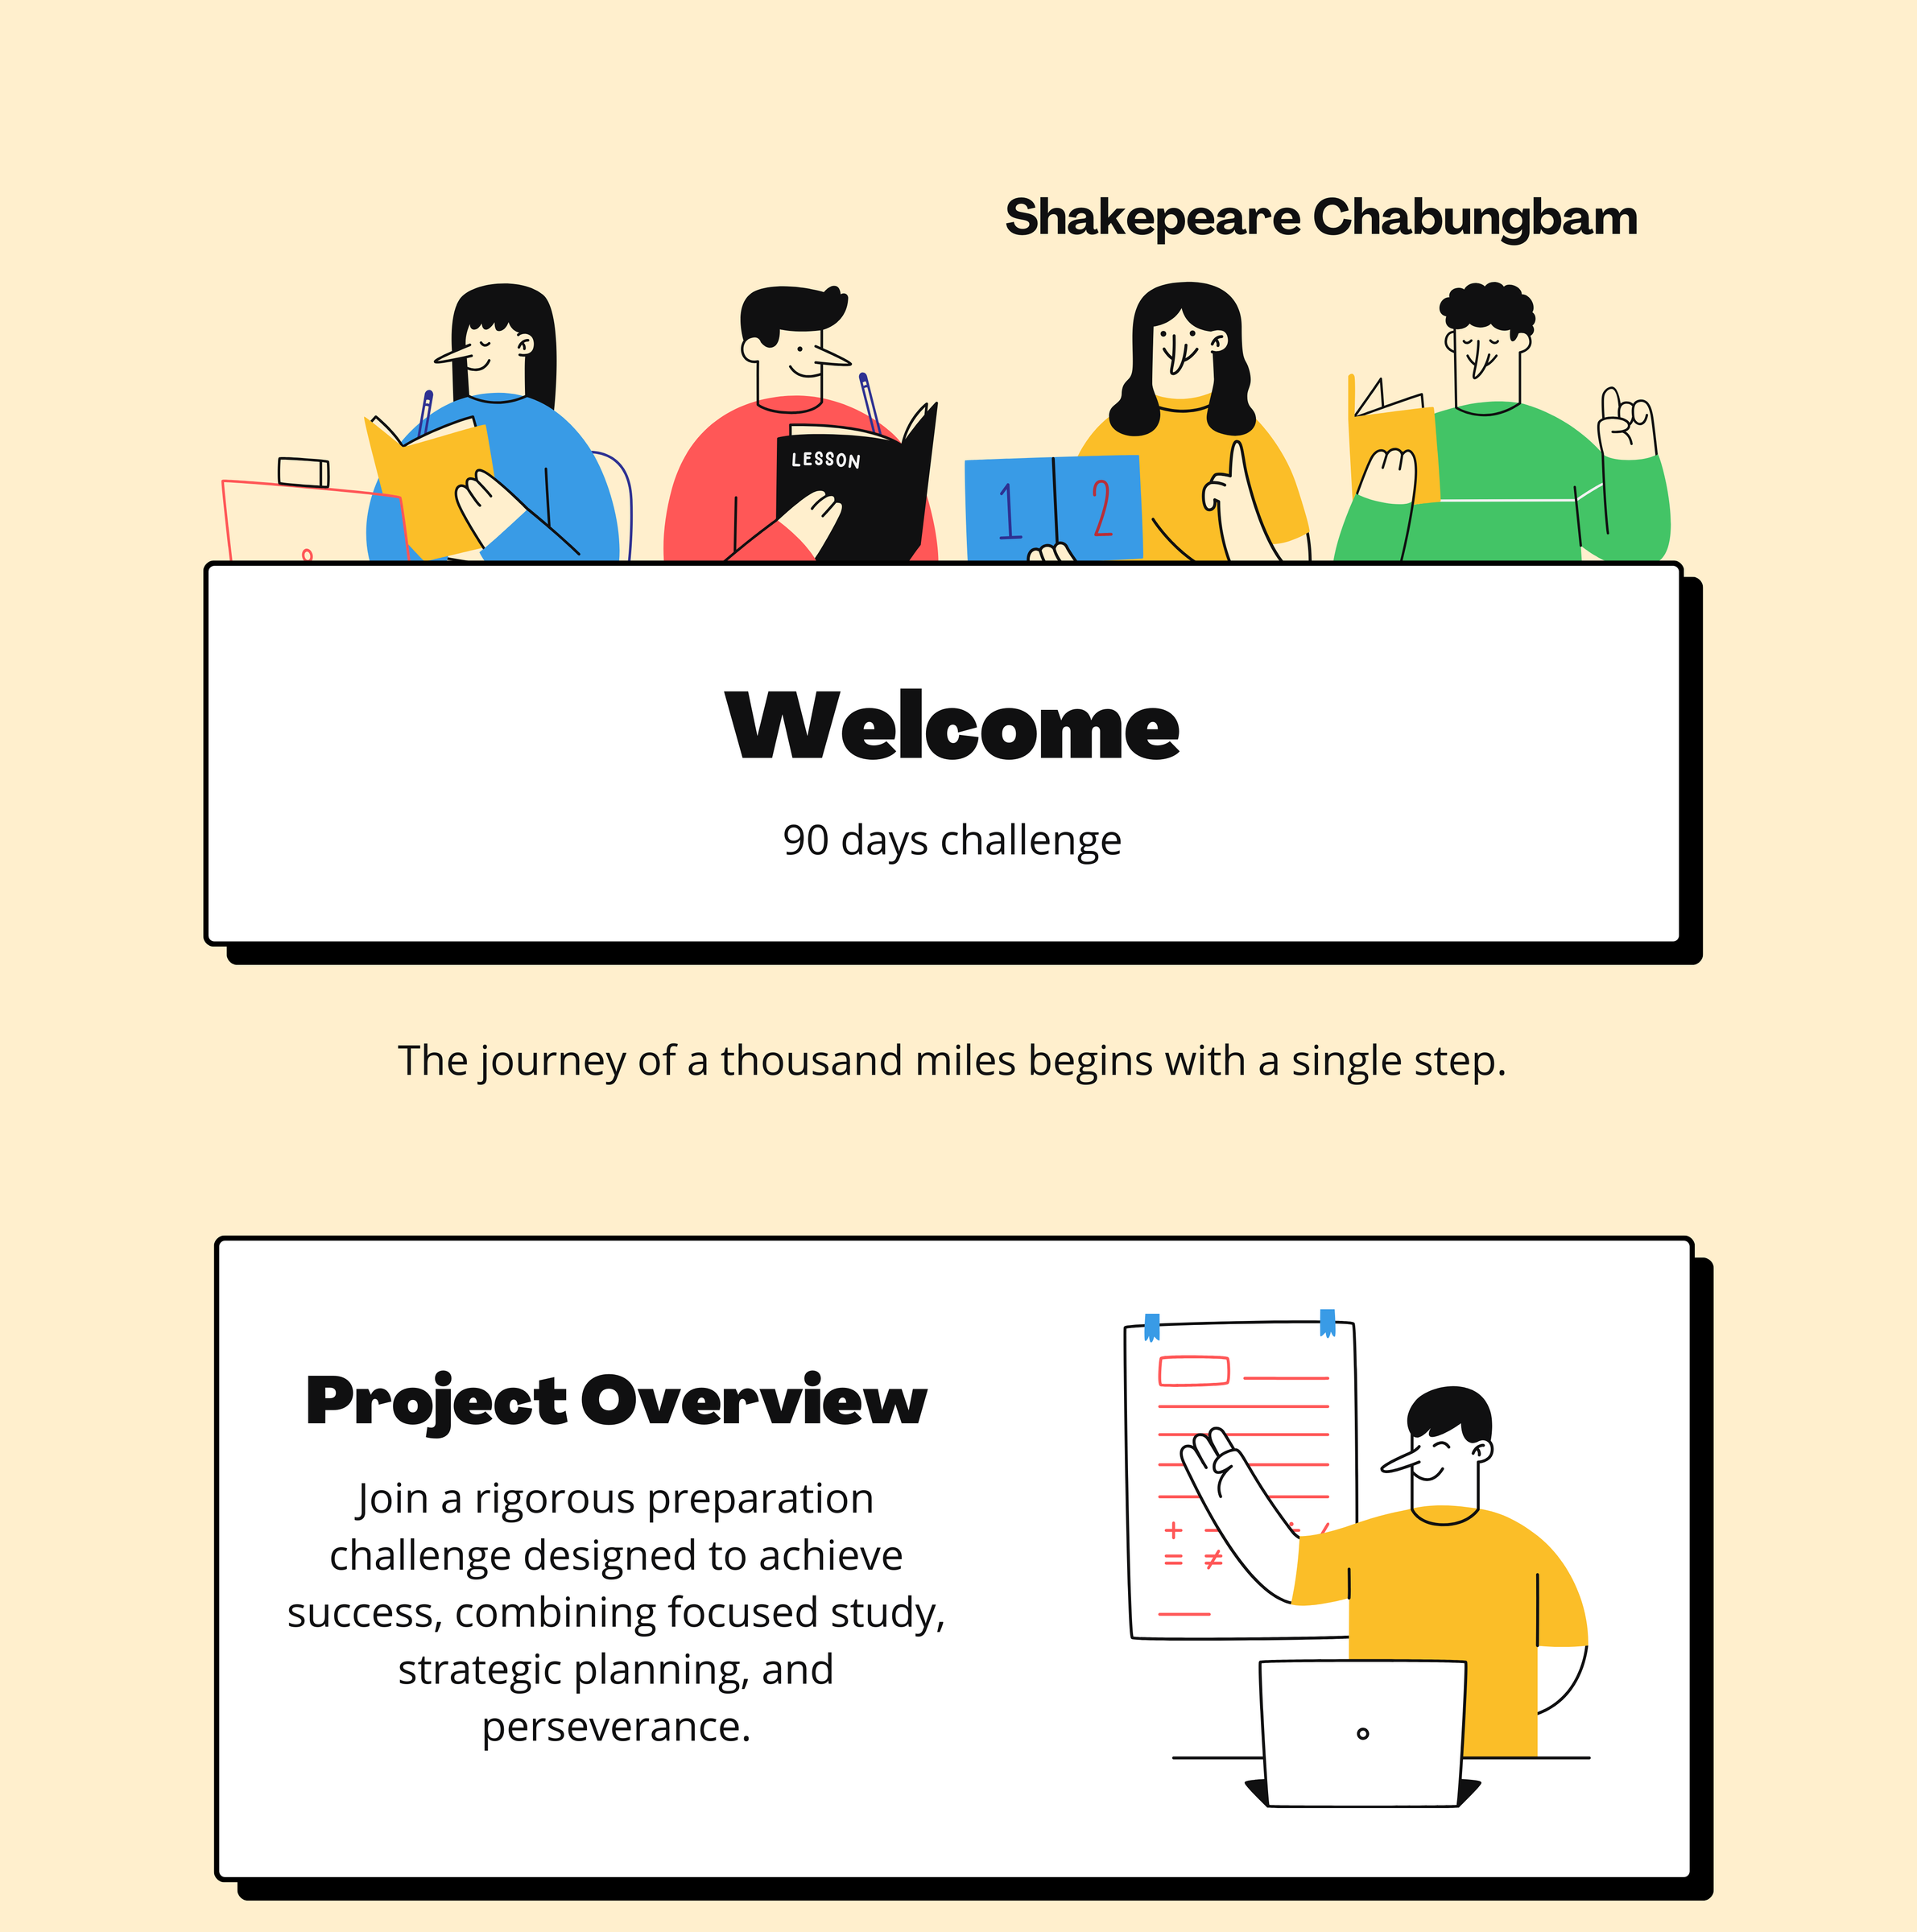 Shakepeare Chabungbam
LESSON
1 2
Welcome
90 days challenge
The journey of a thousand miles begins with a single step.
Project Overview
Join a rigorous preparation
challenge designed to achieve
success, combining focused study,
strategic planning, and
perseverance.
+ − ÷ /
= ≠